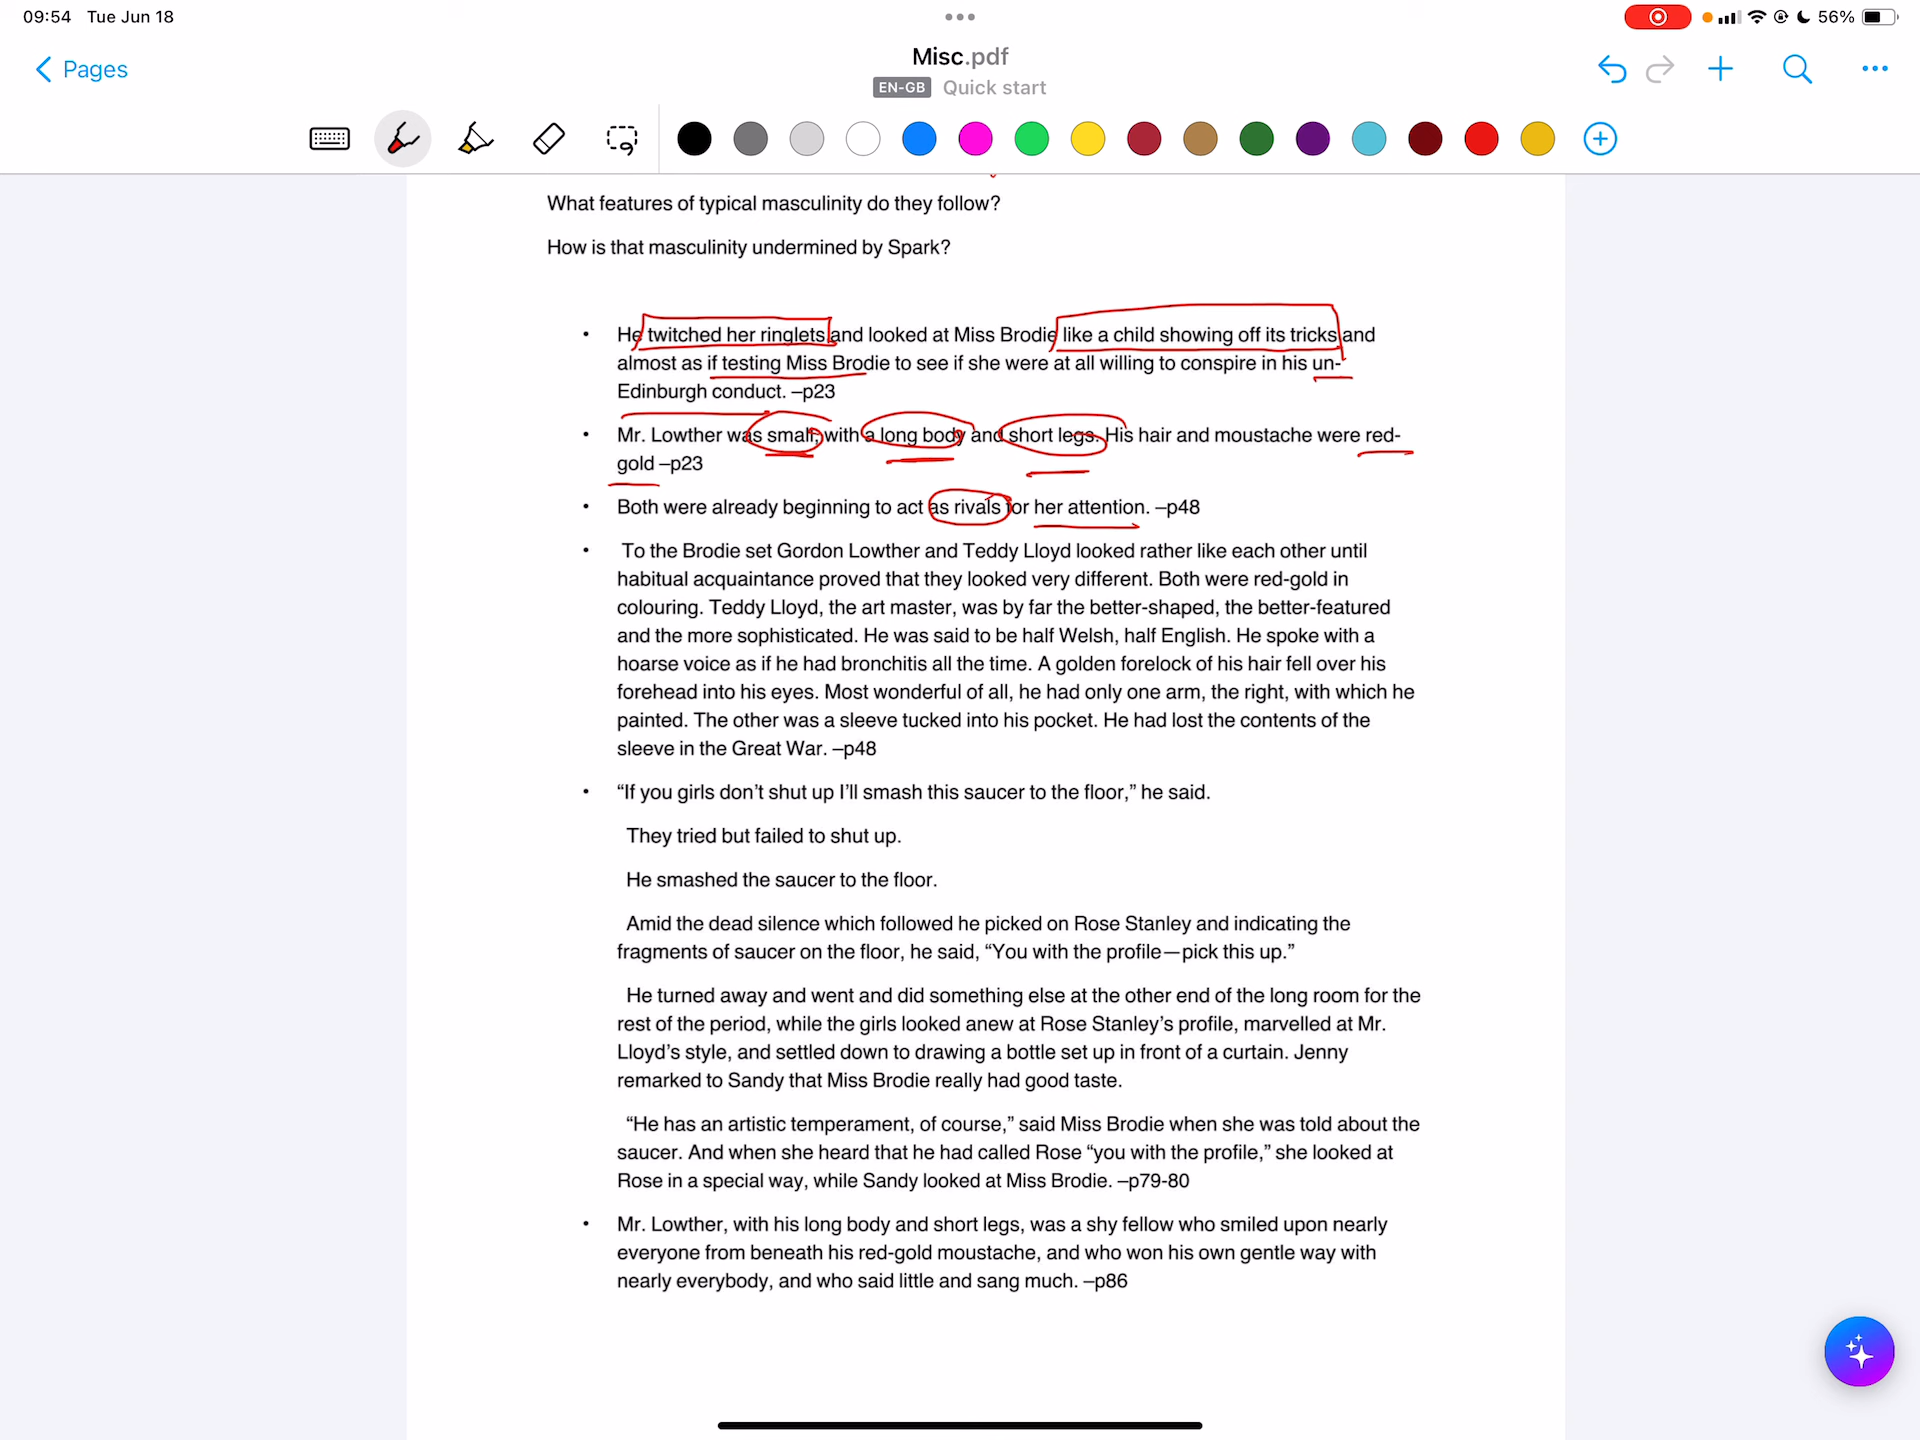 09:54 Tue Jun 18
56%
Misc.pdf
Pages
EN-GB Quick start
What features of typical masculinity do they follow?
How is that masculinity undermined by Spark?
• He twitched her ringlets and looked at Miss Brodie like a child showing off its tricks and
almost as if testing Miss Brodie to see if she were at all willing to conspire in his un-
Edinburgh conduct. –p23
• Mr. Lowther was small, with a long body and short legs. His hair and moustache were red-
gold –p23
• Both were already beginning to act as rivals for her attention. –p48
• To the Brodie set Gordon Lowther and Teddy Lloyd looked rather like each other until
habitual acquaintance proved that they looked very different. Both were red-gold in
colouring. Teddy Lloyd, the art master, was by far the better-shaped, the better-featured
and the more sophisticated. He was said to be half Welsh, half English. He spoke with a
hoarse voice as if he had bronchitis all the time. A golden forelock of his hair fell over his
forehead into his eyes. Most wonderful of all, he had only one arm, the right, with which he
painted. The other was a sleeve tucked into his pocket. He had lost the contents of the
sleeve in the Great War. –p48
• “If you girls don’t shut up I’ll smash this saucer to the floor,” he said.
They tried but failed to shut up.
He smashed the saucer to the floor.
Amid the dead silence which followed he picked on Rose Stanley and indicating the
fragments of saucer on the floor, he said, “You with the profile—pick this up.”
He turned away and went and did something else at the other end of the long room for the
rest of the period, while the girls looked anew at Rose Stanley’s profile, marvelled at Mr.
Lloyd’s style, and settled down to drawing a bottle set up in front of a curtain. Jenny
remarked to Sandy that Miss Brodie really had good taste.
“He has an artistic temperament, of course,” said Miss Brodie when she was told about the
saucer. And when she heard that he had called Rose “you with the profile,” she looked at
Rose in a special way, while Sandy looked at Miss Brodie. –p79-80
• Mr. Lowther, with his long body and short legs, was a shy fellow who smiled upon nearly
everyone from beneath his red-gold moustache, and who won his own gentle way with
nearly everybody, and who said little and sang much. –p86